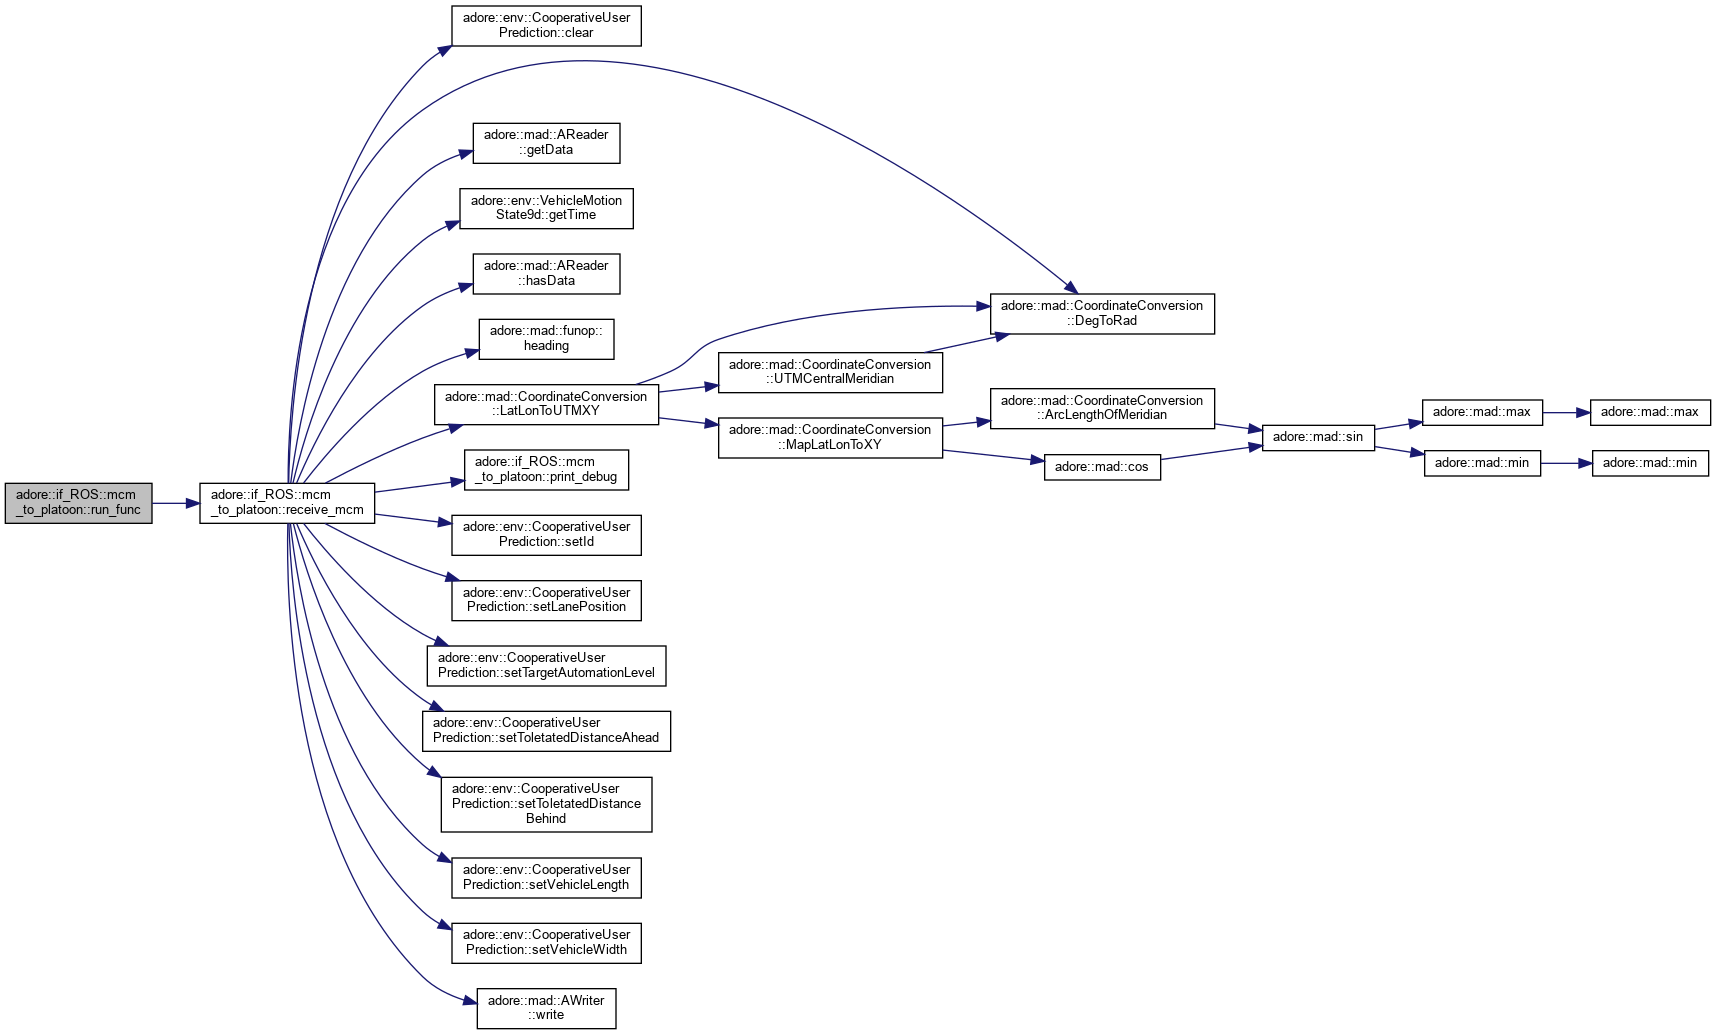 adore::if_ROS::mcm
_to_platoon::run_func
adore::if_ROS::mcm
_to_platoon::receive_mcm
adore::env::CooperativeUser
Prediction::clear
adore::mad::AReader
::getData
adore::env::VehicleMotion
State9d::getTime
adore::mad::AReader
::hasData
adore::mad::funop::
heading
adore::mad::CoordinateConversion
::LatLonToUTMXY
adore::if_ROS::mcm
_to_platoon::print_debug
adore::env::CooperativeUser
Prediction::setId
adore::env::CooperativeUser
Prediction::setLanePosition
adore::env::CooperativeUser
Prediction::setTargetAutomationLevel
adore::env::CooperativeUser
Prediction::setToletatedDistanceAhead
adore::env::CooperativeUser
Prediction::setToletatedDistance
Behind
adore::env::CooperativeUser
Prediction::setVehicleLength
adore::env::CooperativeUser
Prediction::setVehicleWidth
adore::mad::AWriter
::write
adore::mad::CoordinateConversion
::UTMCentralMeridian
adore::mad::CoordinateConversion
::MapLatLonToXY
adore::mad::CoordinateConversion
::DegToRad
adore::mad::CoordinateConversion
::ArcLengthOfMeridian
adore::mad::cos
adore::mad::sin
adore::mad::max
adore::mad::min
adore::mad::max
adore::mad::min